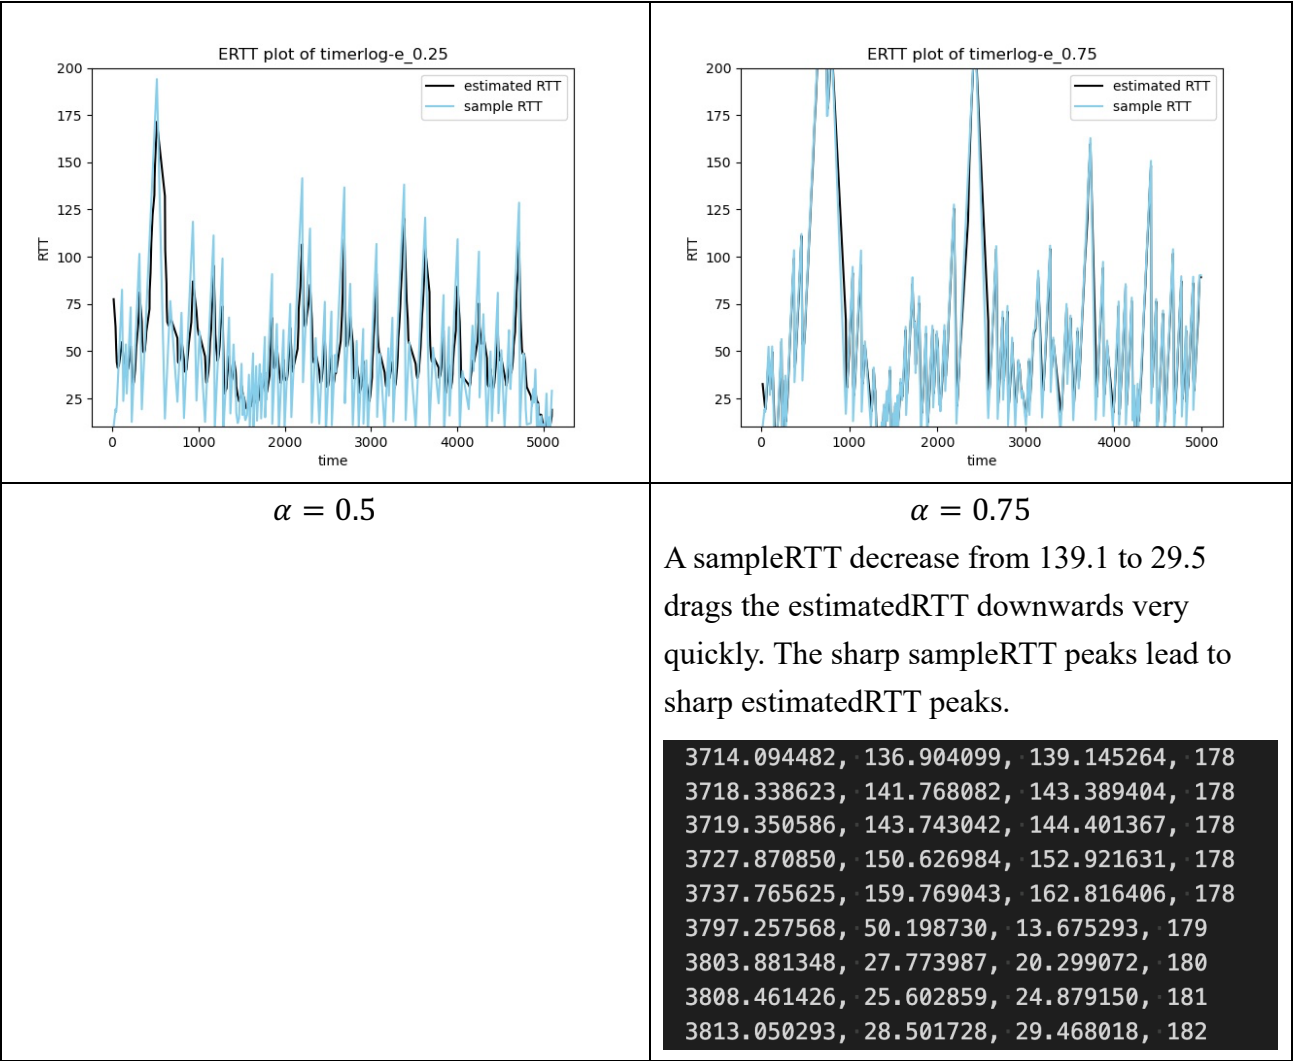 ERTT plot of timerlog-e_0.25
200
175
150
125
100
75
50
25
RTT
estimated RTT
sample RTT
0
1000
2000
3000
4000
5000
time
ERTT plot of timerlog-e_0.75
200
175
150
125
100
75
50
25
RTT
estimated RTT
sample RTT
0
1000
2000
3000
4000
5000
time
α = 0.5
α = 0.75
A sampleRTT decrease from 139.1 to 29.5
drags the estimatedRTT downwards very
quickly. The sharp sampleRTT peaks lead to
sharp estimatedRTT peaks.
3714.094482, 136.904099, 139.145264, 178
3718.338623, 141.768082, 143.389404, 178
3719.350586, 143.743042, 144.401367, 178
3727.870850, 150.626984, 152.921631, 178
3737.765625, 159.769043, 162.816406, 178
3797.257568, 50.198730, 13.675293, 179
3803.881348, 27.773987, 20.299072, 180
3808.461426, 25.602859, 24.879150, 181
3813.050293, 28.501728, 29.468018, 182